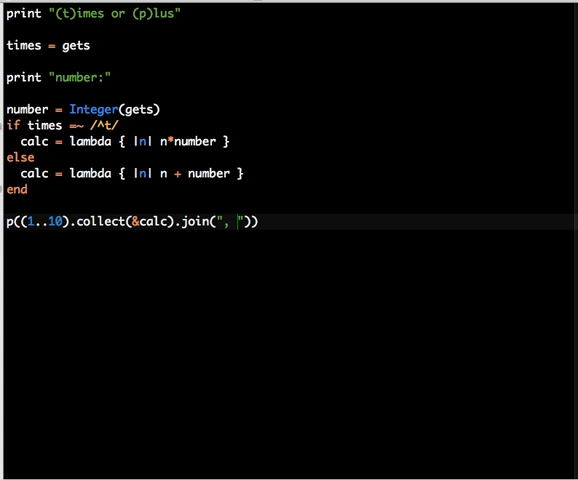 print "(t)imes or (p)lus"
times = gets
print "number:"
number = Integer(gets)
if times =~ /^t/
calc = lambda { |n| n*number }
else
calc = lambda { |n| n + number }
end
p((1..10).collect(&calc).join(", "))